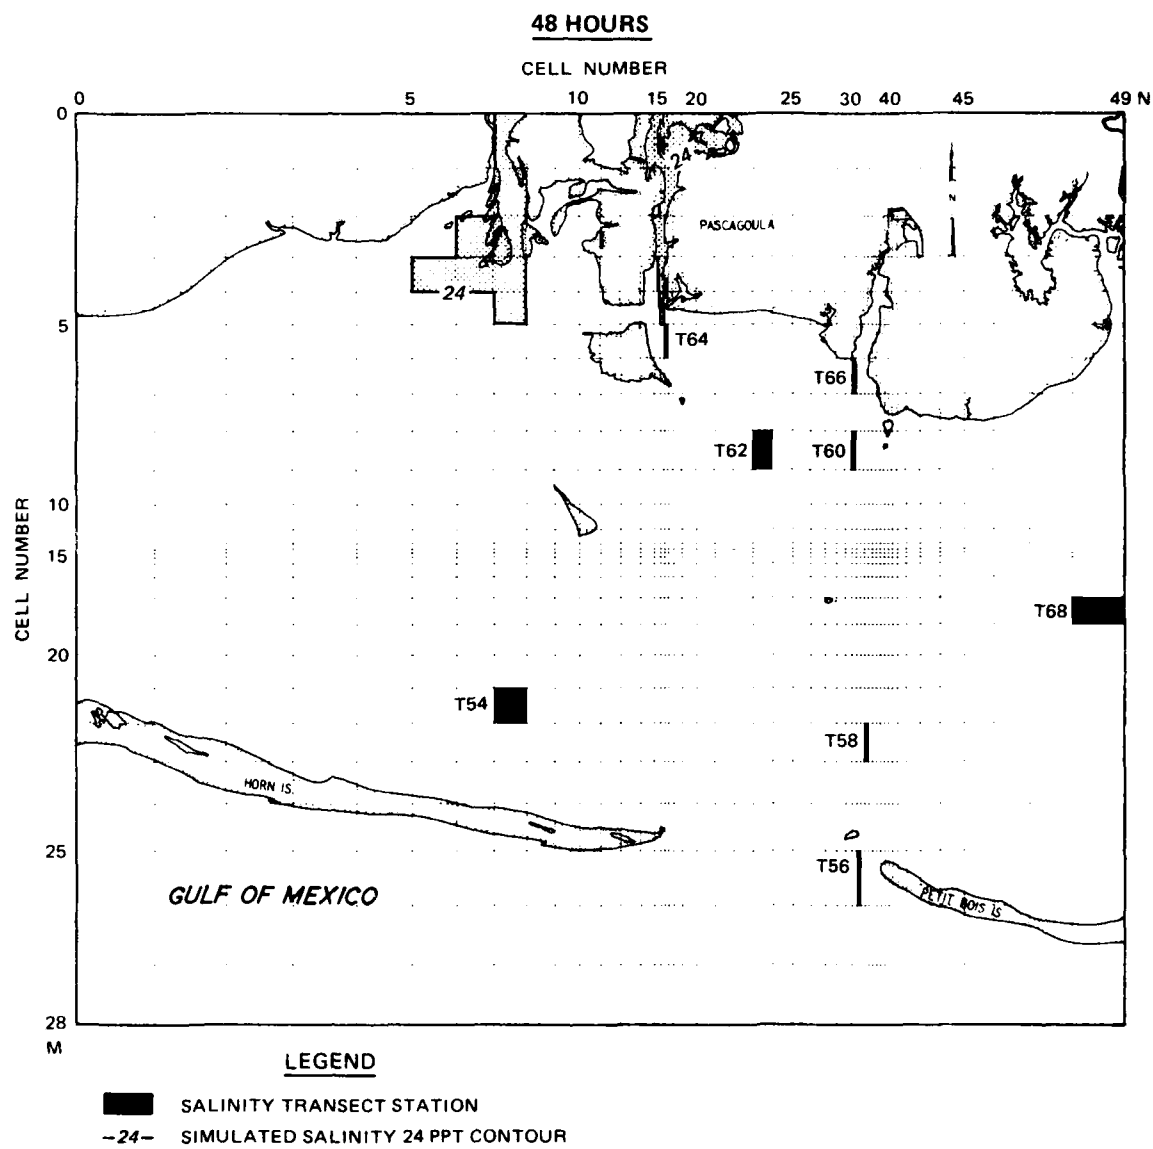 48 HOURS
CELL NUMBER
0 5 10 15 20 25 30 40 45 49 N
0
24
N
PASCAGOULA
24
5
T64
T66
T62
T60
10
CELL NUMBER
15
T68
20
T54
T58
HORN IS.
25
T56
GULF OF MEXICO
PETIT BOIS IS
28
M
LEGEND
SALINITY TRANSECT STATION
-24- SIMULATED SALINITY 24 PPT CONTOUR